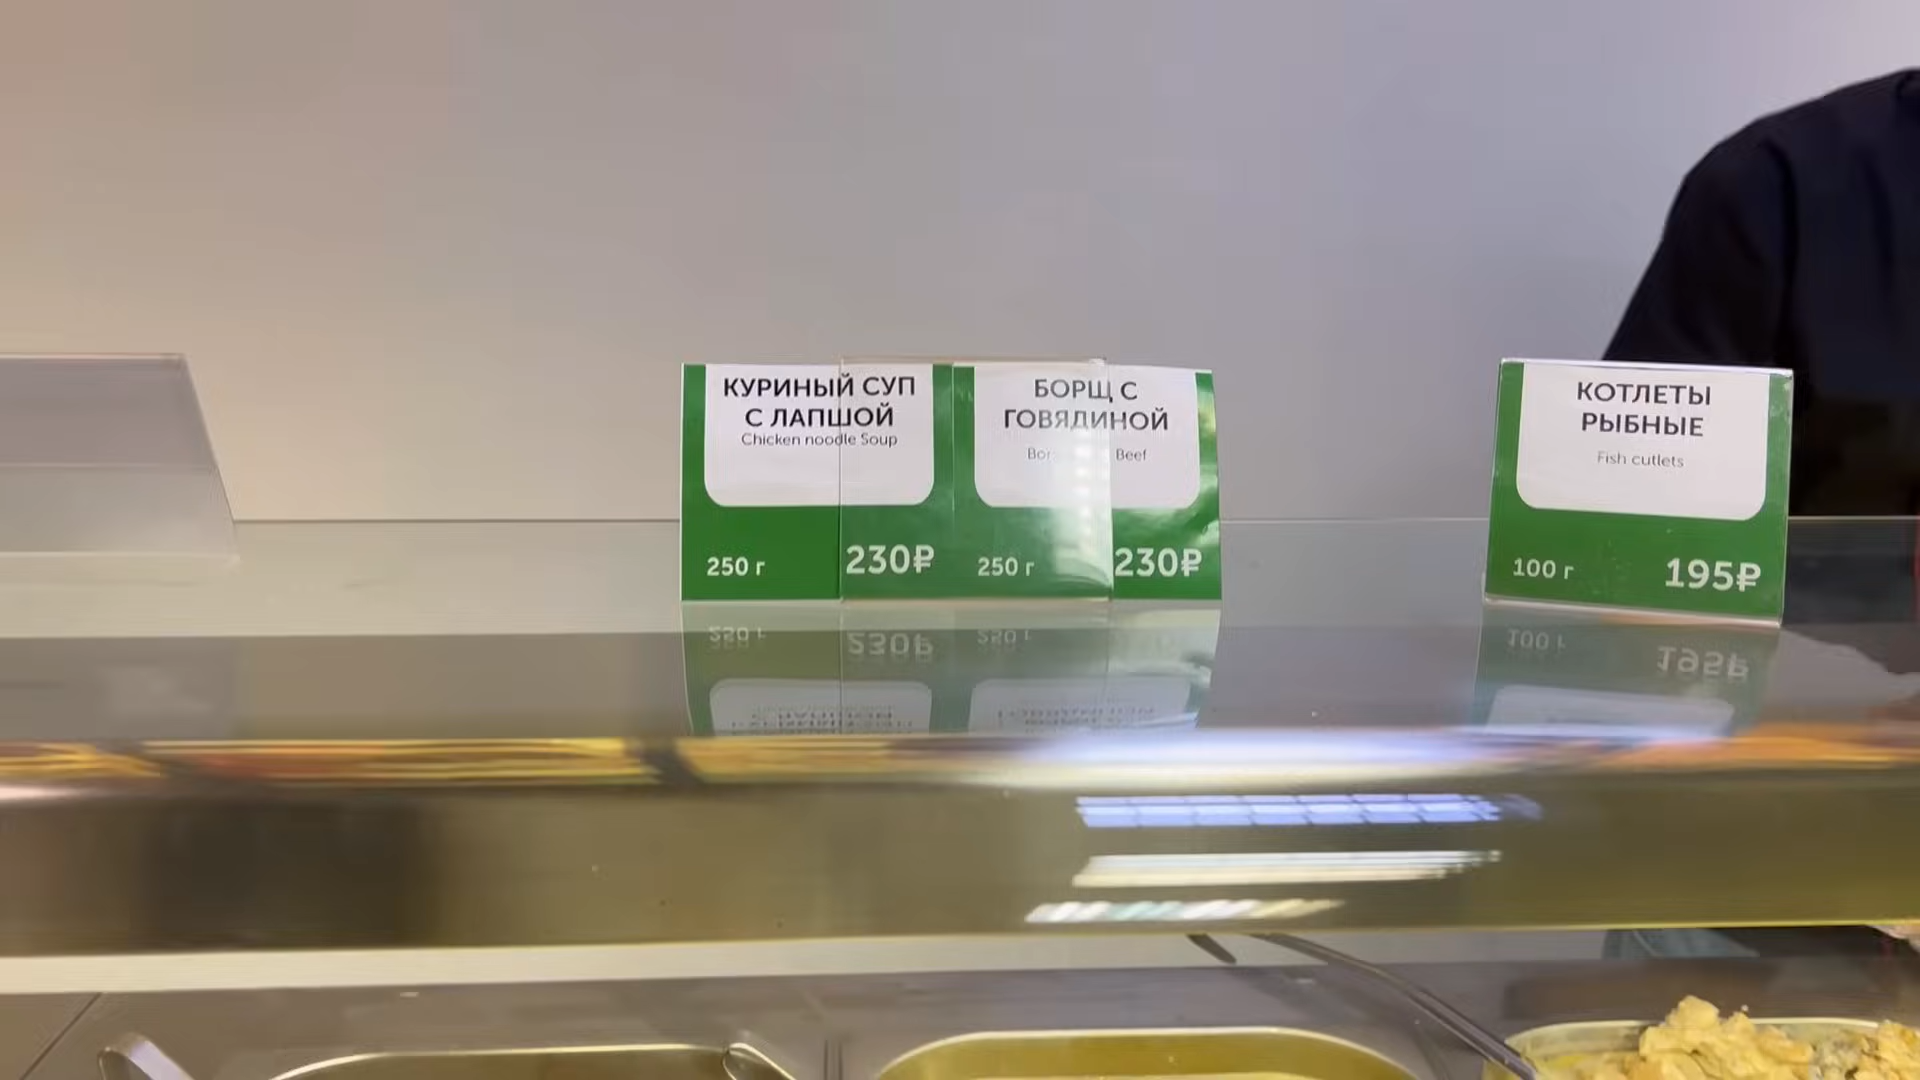 КУРИНЫЙ СУП
С ЛАПШОЙ
Chicken noodle Soup
250 г
230₽
БОРЩ С
ГОВЯДИНОЙ
Beef
250 г
230₽
КОТЛЕТЫ
РЫБНЫЕ
Fish cutlets
100 г
195₽